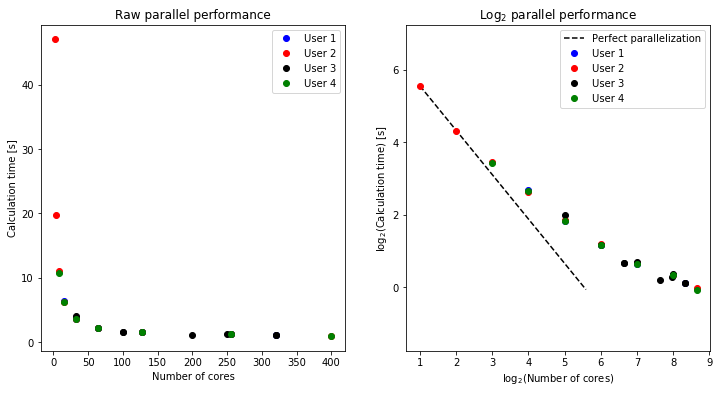 Raw parallel performance
Calculation time [s]
40
30
20
10
0
0 50 100 150 200 250 300 350 400
Number of cores
User 1
User 2
User 3
User 4
Log2 parallel performance
log2(Calculation time) [s]
6
4
2
0
1 2 3 4 5 6 7 8 9
log2(Number of cores)
Perfect parallelization
User 1
User 2
User 3
User 4